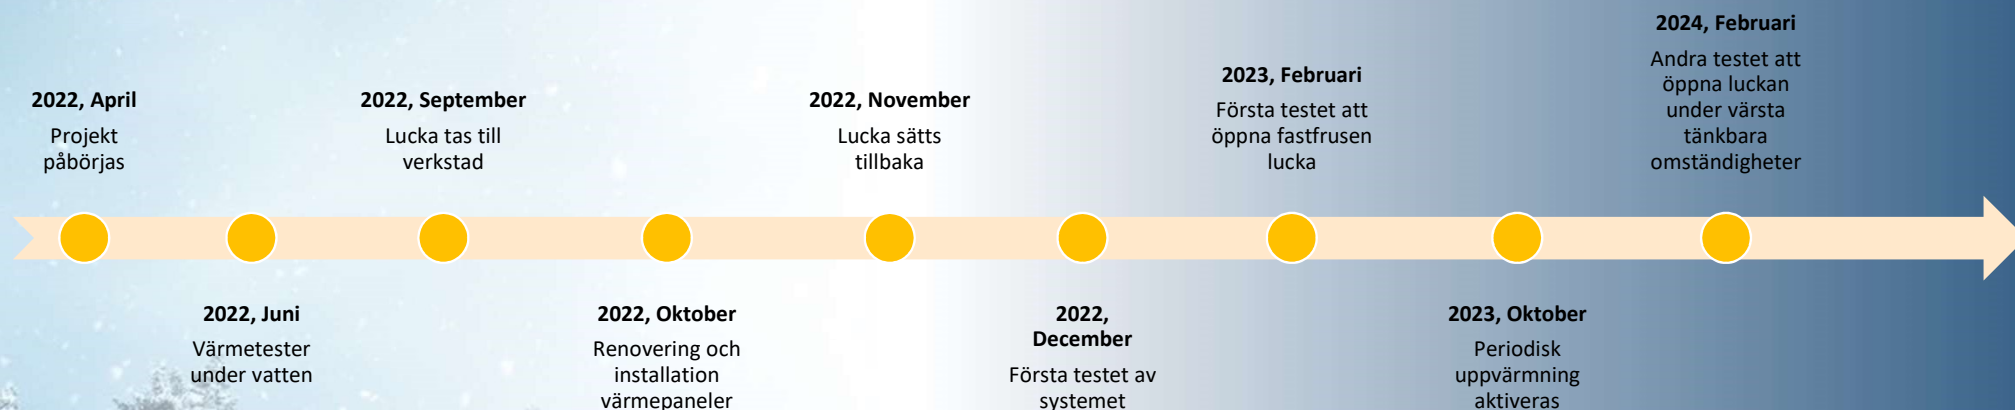 2022, April
Projekt
påbörjas
2022, Juni
Värmetester
under vatten
2022, September
Lucka tas till
verkstad
2022, Oktober
Renovering och
installation
värmepaneler
2022, November
Lucka sätts
tillbaka
2022,
December
Första testet av
systemet
2023, Februari
Första testet att
öppna fastfrusen
lucka
2023, Oktober
Periodisk
uppvärmning
aktiveras
2024, Februari
Andra testet att
öppna luckan
under värsta
tänkbara
omständigheter